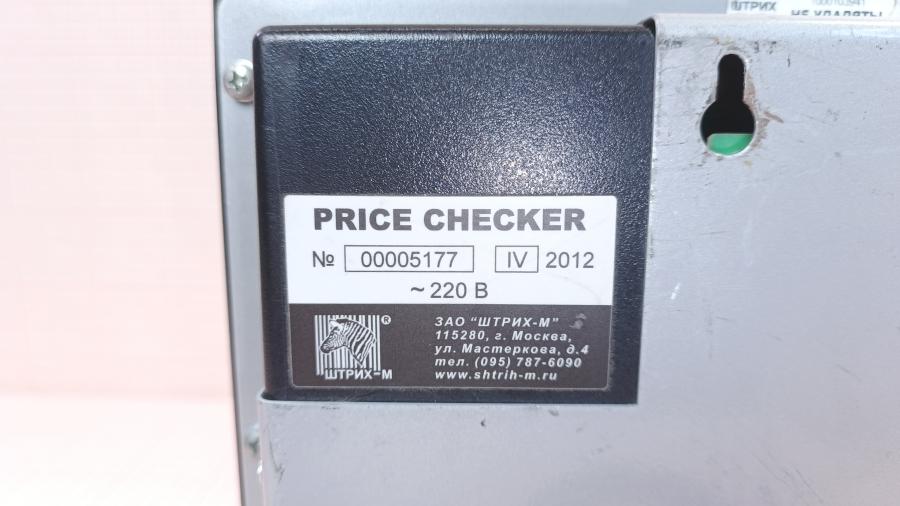 ШТРИХ
НЕ УДАЛЯТЬ!
PRICE CHECKER
№ 00005177 IV 2012
~ 220 В
®
ШТРИХ-М
ЗАО "ШТРИХ-М"
115280, г. Москва,
ул. Мастеркова, д.4
тел. (095) 787-6090
www.shtrih-m.ru